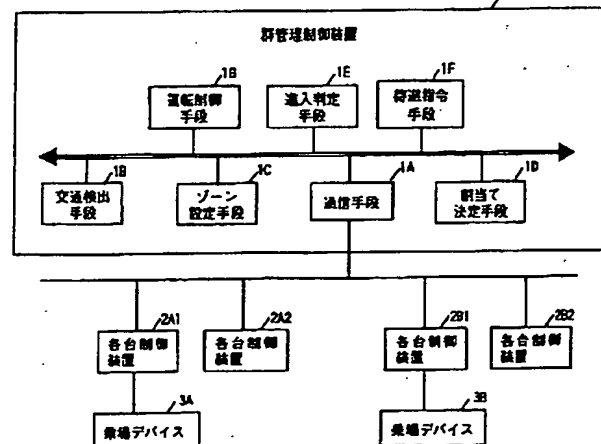 群管理制御装置
1G
運転制御
手段
1E
進入判定
手段
1F
待避指令
手段
1B
交通検出
手段
1C
ゾーン
設定手段
1A
通信手段
1D
割当て
決定手段
2A1
各台制御
装置
2A2
各台制御
装置
2B1
各台制御
装置
2B2
各台制御
装置
3A
乗場デバイス
3B
乗場デバイス